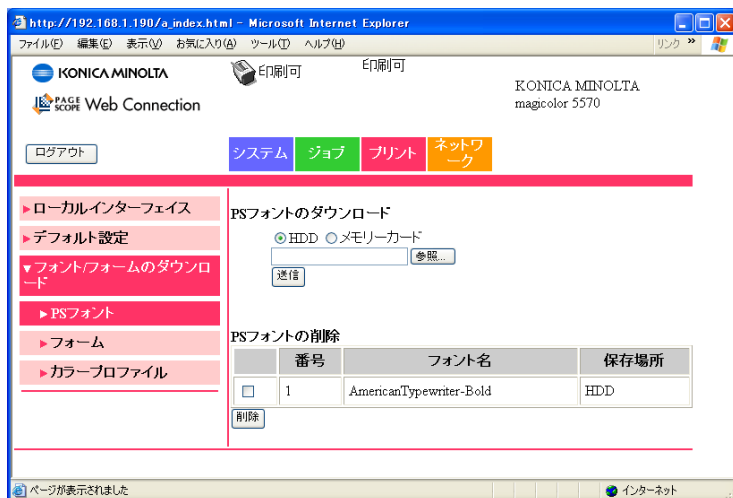 http://192.168.1.190/a_index.html - Microsoft Internet Explorer
ファイル(F) 編集(E) 表示(V) お気に入り(A) ツール(T) ヘルプ(H)
リンク »
KONICA MINOLTA
印刷可
印刷可
KONICA MINOLTA
magicolor 5570
PAGE SCOPE Web Connection
ログアウト
システム ジョブ プリント ネットワ
ーク
ローカルインターフェイス
デフォルト設定
フォント/フォームのダウンロ
ード
PSフォント
フォーム
カラープロファイル
PSフォントのダウンロード
HDD メモリーカード
参照...
送信
PSフォントの削除
番号 フォント名 保存場所
1 AmericanTypewriter-Bold HDD
削除
ページが表示されました
インターネット